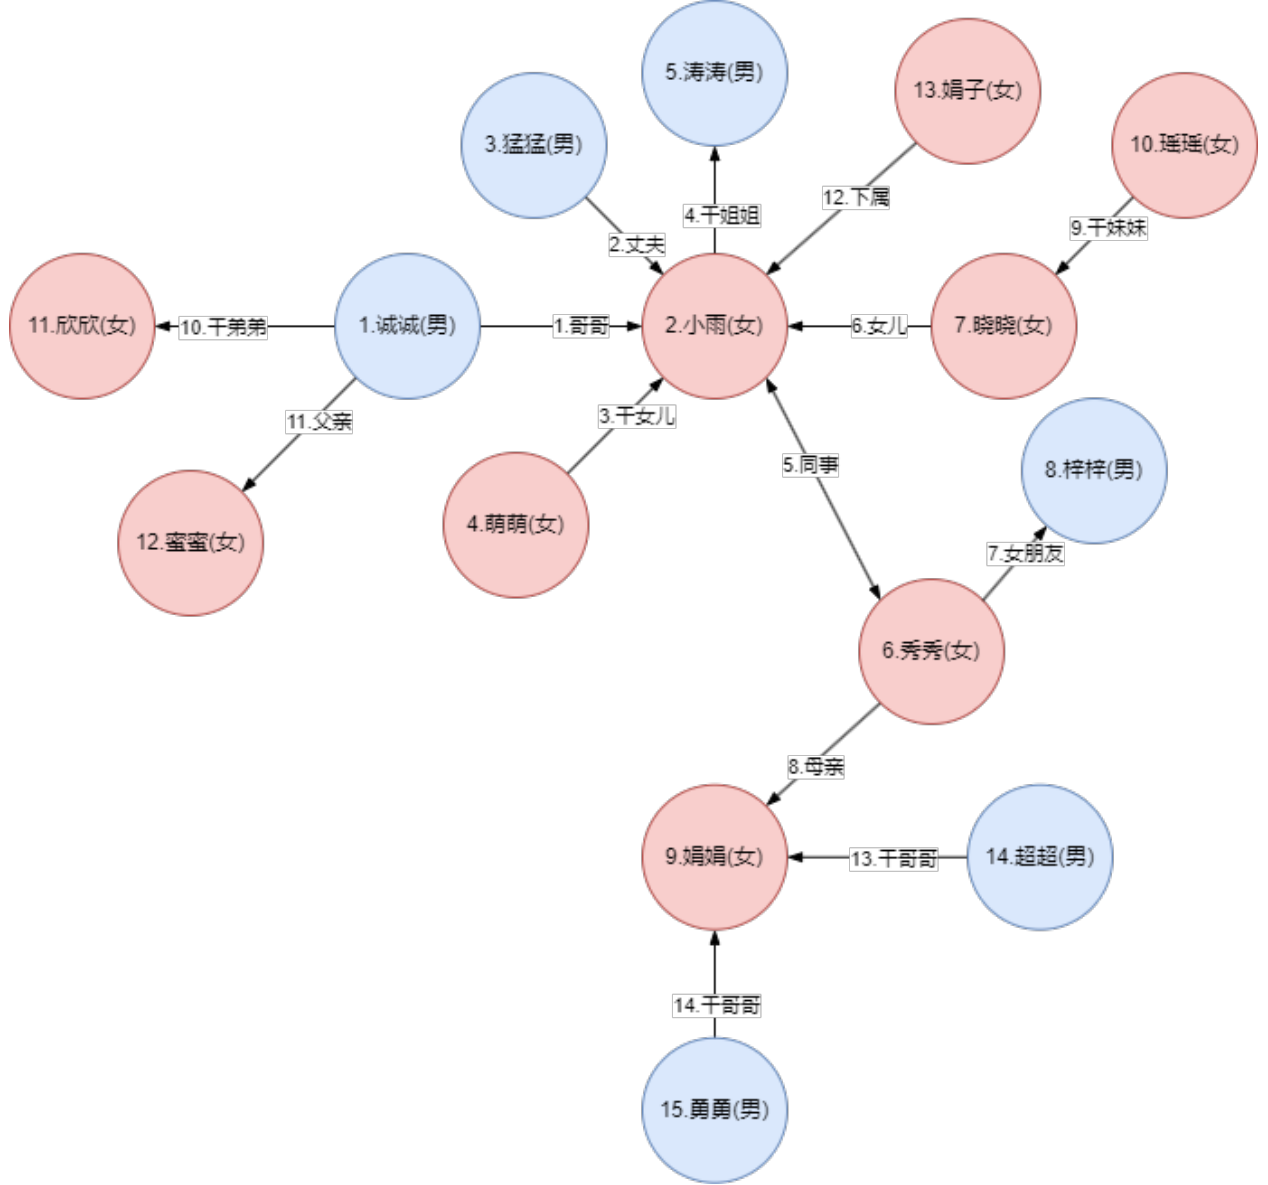 5.涛涛(男)
13.娟子(女)
3.猛猛(男)
10.瑶瑶(女)
12.下属
4.干姐姐
9.干妹妹
2.丈夫
11.欣欣(女)
10.干弟弟
1.诚诚(男)
1.哥哥
2.小雨(女)
6.女儿
7.晓晓(女)
11.父亲
3.干女儿
5.同事
8.梓梓(男)
4.萌萌(女)
12.蜜蜜(女)
7.女朋友
6.秀秀(女)
8.母亲
9.娟娟(女)
13.干哥哥
14.超超(男)
14.干哥哥
15.勇勇(男)